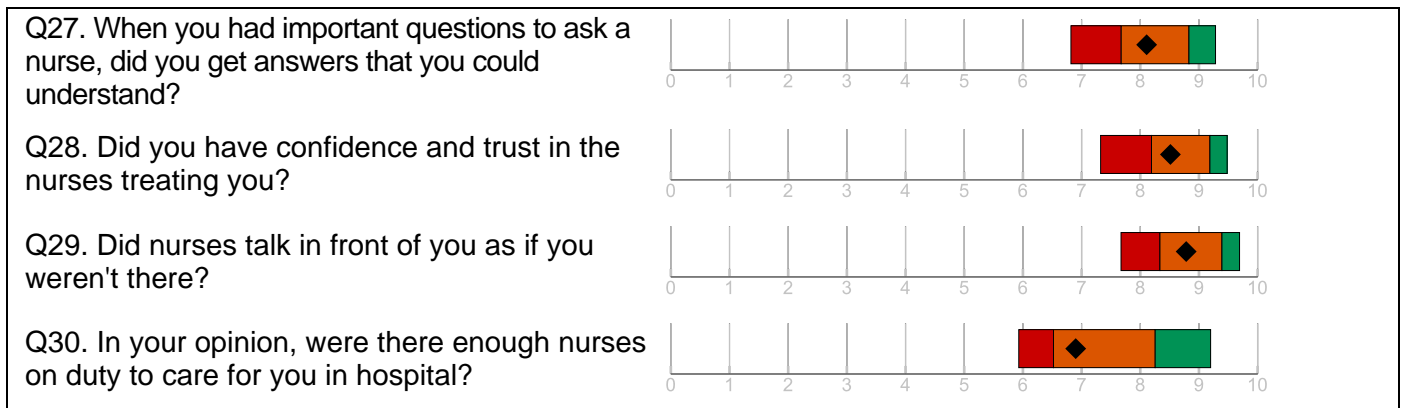 Q27. When you had important questions to ask a
nurse, did you get answers that you could
understand?
0 1 2 3 4 5 6 7 8 9 10
Q28. Did you have confidence and trust in the
nurses treating you?
0 1 2 3 4 5 6 7 8 9 10
Q29. Did nurses talk in front of you as if you
weren't there?
0 1 2 3 4 5 6 7 8 9 10
Q30. In your opinion, were there enough nurses
on duty to care for you in hospital?
0 1 2 3 4 5 6 7 8 9 10